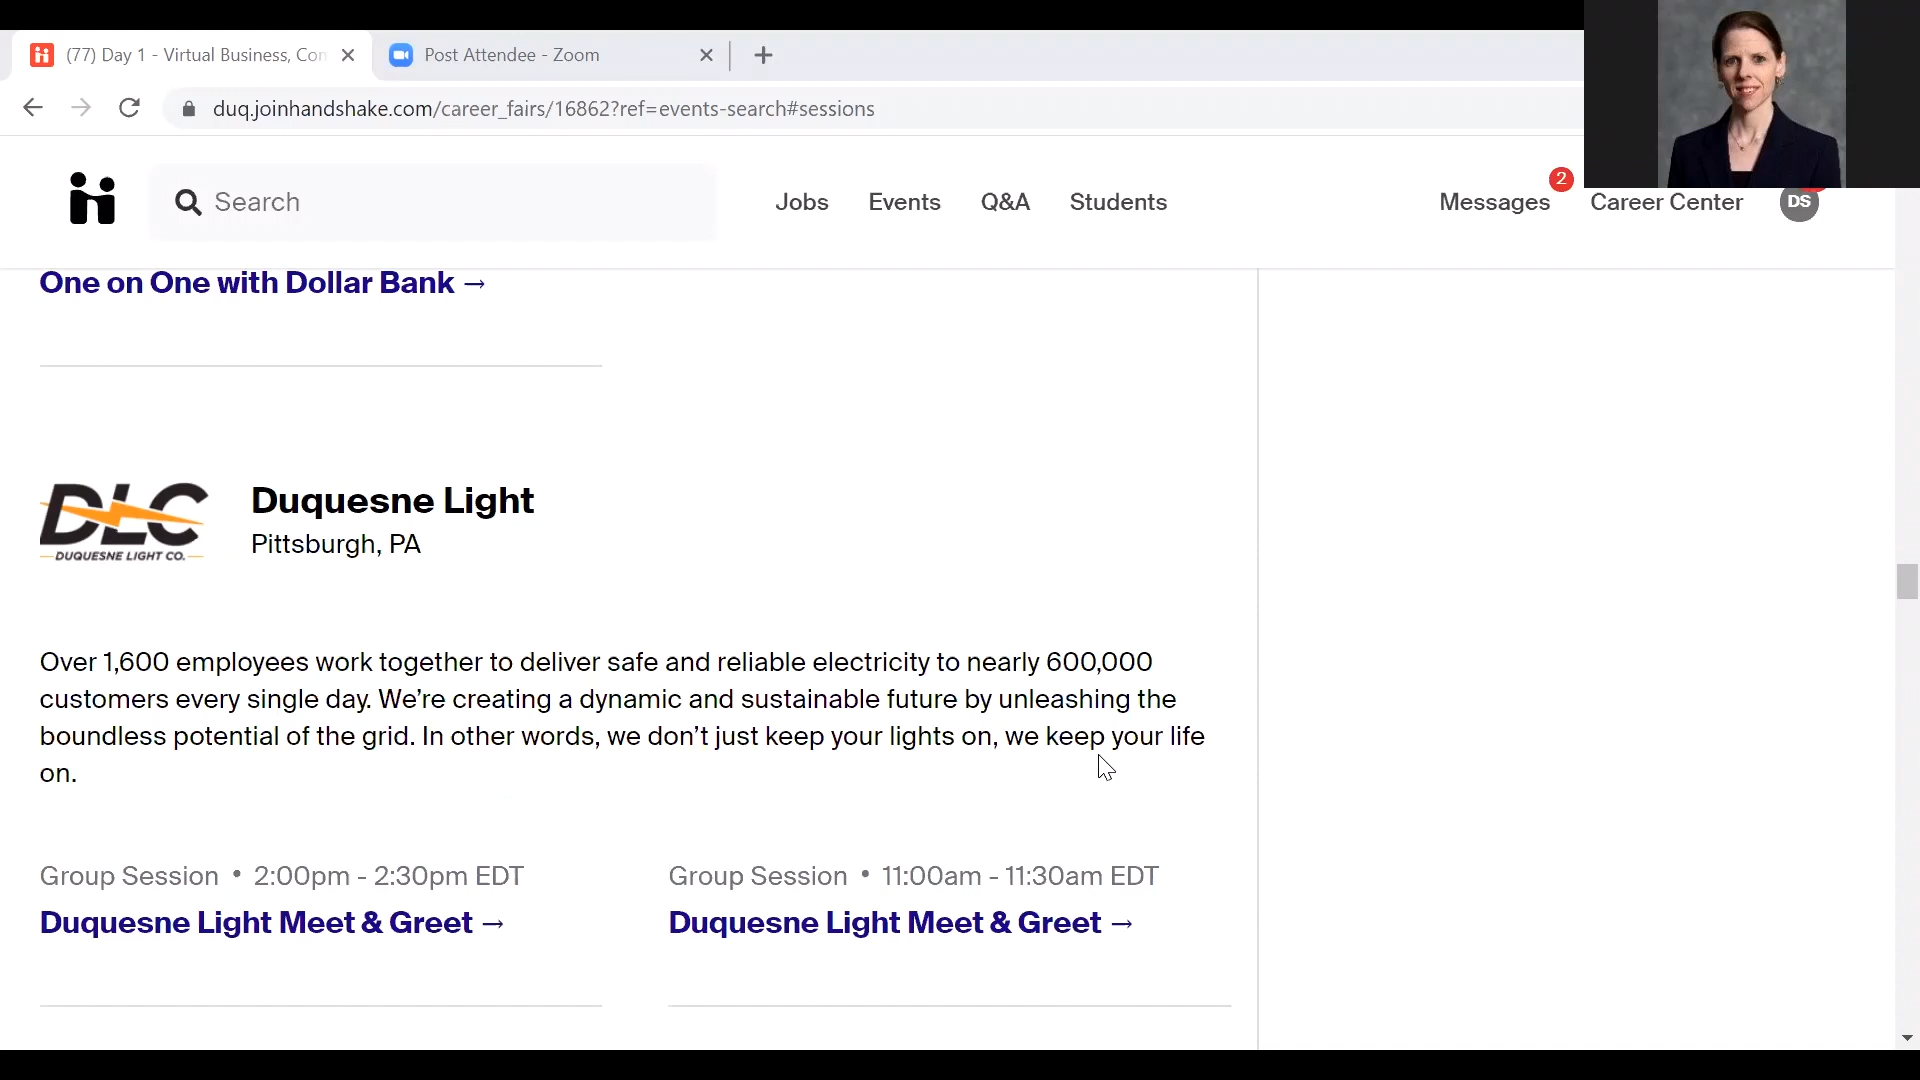 (77) Day 1 - Virtual Business, Con
Post Attendee - Zoom
duq.joinhandshake.com/career_fairs/16862?ref=events-search#sessions
Search
Jobs
Events
Q&A
Students
Messages
2
Career Center
DS
One on One with Dollar Bank →
DLC
DUQUESNE LIGHT CO.
Duquesne Light
Pittsburgh, PA
Over 1,600 employees work together to deliver safe and reliable electricity to nearly 600,000
customers every single day. We’re creating a dynamic and sustainable future by unleashing the
boundless potential of the grid. In other words, we don’t just keep your lights on, we keep your life
on.
Group Session • 2:00pm - 2:30pm EDT
Duquesne Light Meet & Greet →
Group Session • 11:00am - 11:30am EDT
Duquesne Light Meet & Greet →